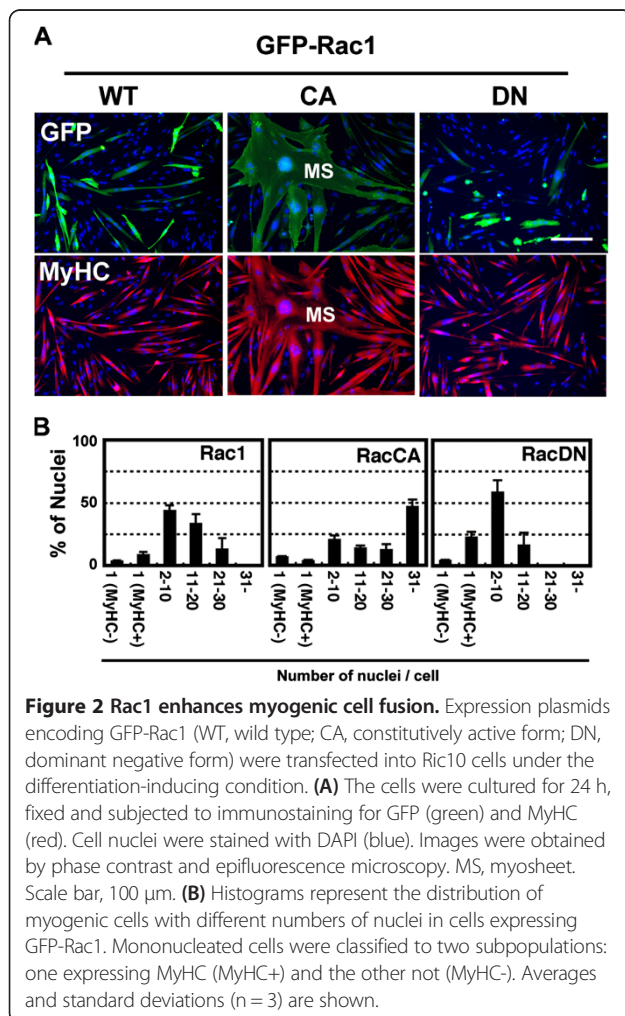 A
GFP-Rac1
WT CA DN
GFP
MS
MyHC
MS
B
% of Nuclei
100
50
0
Rac1
RacCA
RacDN
1 (MyHC-)
1 (MyHC+)
2-10
11-20
21-30
31-
1 (MyHC-)
1 (MyHC+)
2-10
11-20
21-30
31-
1 (MyHC-)
1 (MyHC+)
2-10
11-20
21-30
31-
Number of nuclei / cell
Figure 2 Rac1 enhances myogenic cell fusion. Expression plasmids
encoding GFP-Rac1 (WT, wild type; CA, constitutively active form; DN,
dominant negative form) were transfected into Ric10 cells under the
differentiation-inducing condition. (A) The cells were cultured for 24 h,
fixed and subjected to immunostaining for GFP (green) and MyHC
(red). Cell nuclei were stained with DAPI (blue). Images were obtained
by phase contrast and epifluorescence microscopy. MS, myosheet.
Scale bar, 100 μm. (B) Histograms represent the distribution of
myogenic cells with different numbers of nuclei in cells expressing
GFP-Rac1. Mononucleated cells were classified to two subpopulations:
one expressing MyHC (MyHC+) and the other not (MyHC-). Averages
and standard deviations (n = 3) are shown.